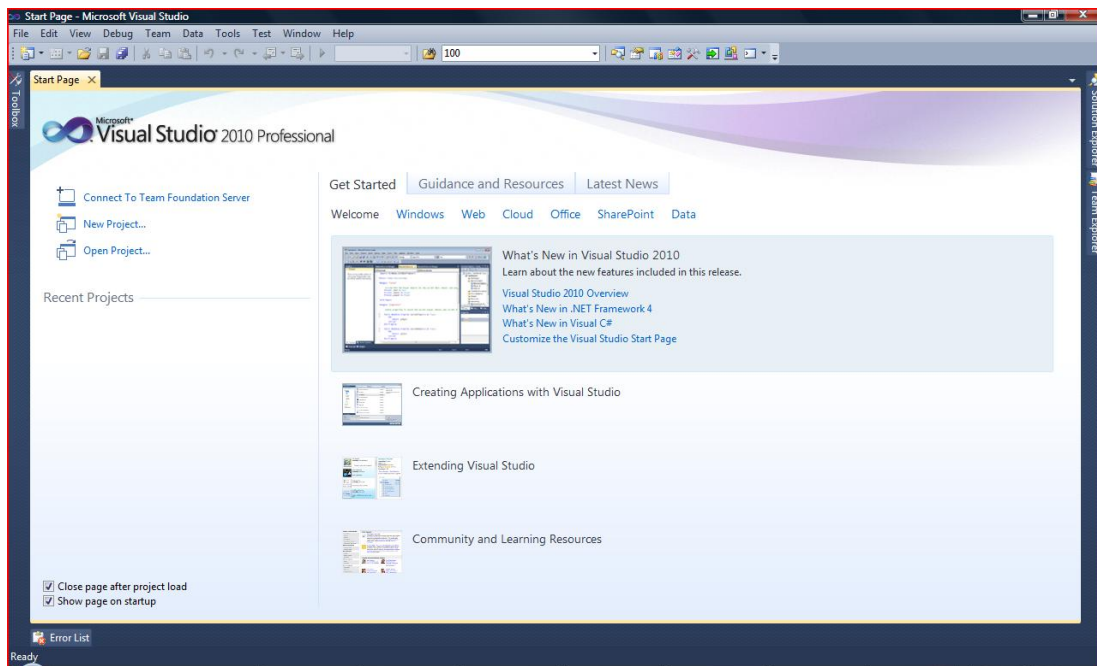 Start Page - Microsoft Visual Studio
File Edit View Debug Team Data Tools Test Window Help
100
Start Page
Toolbox
Solution Explorer
Team Explorer
Microsoft
Visual Studio 2010 Professional
Connect To Team Foundation Server
New Project...
Open Project...
Recent Projects
Close page after project load
Show page on startup
Get Started Guidance and Resources Latest News
Welcome Windows Web Cloud Office SharePoint Data
What's New in Visual Studio 2010
Learn about the new features included in this release.
Visual Studio 2010 Overview
What's New in .NET Framework 4
What's New in Visual C#
Customize the Visual Studio Start Page
Creating Applications with Visual Studio
Extending Visual Studio
Community and Learning Resources
Error List
Ready